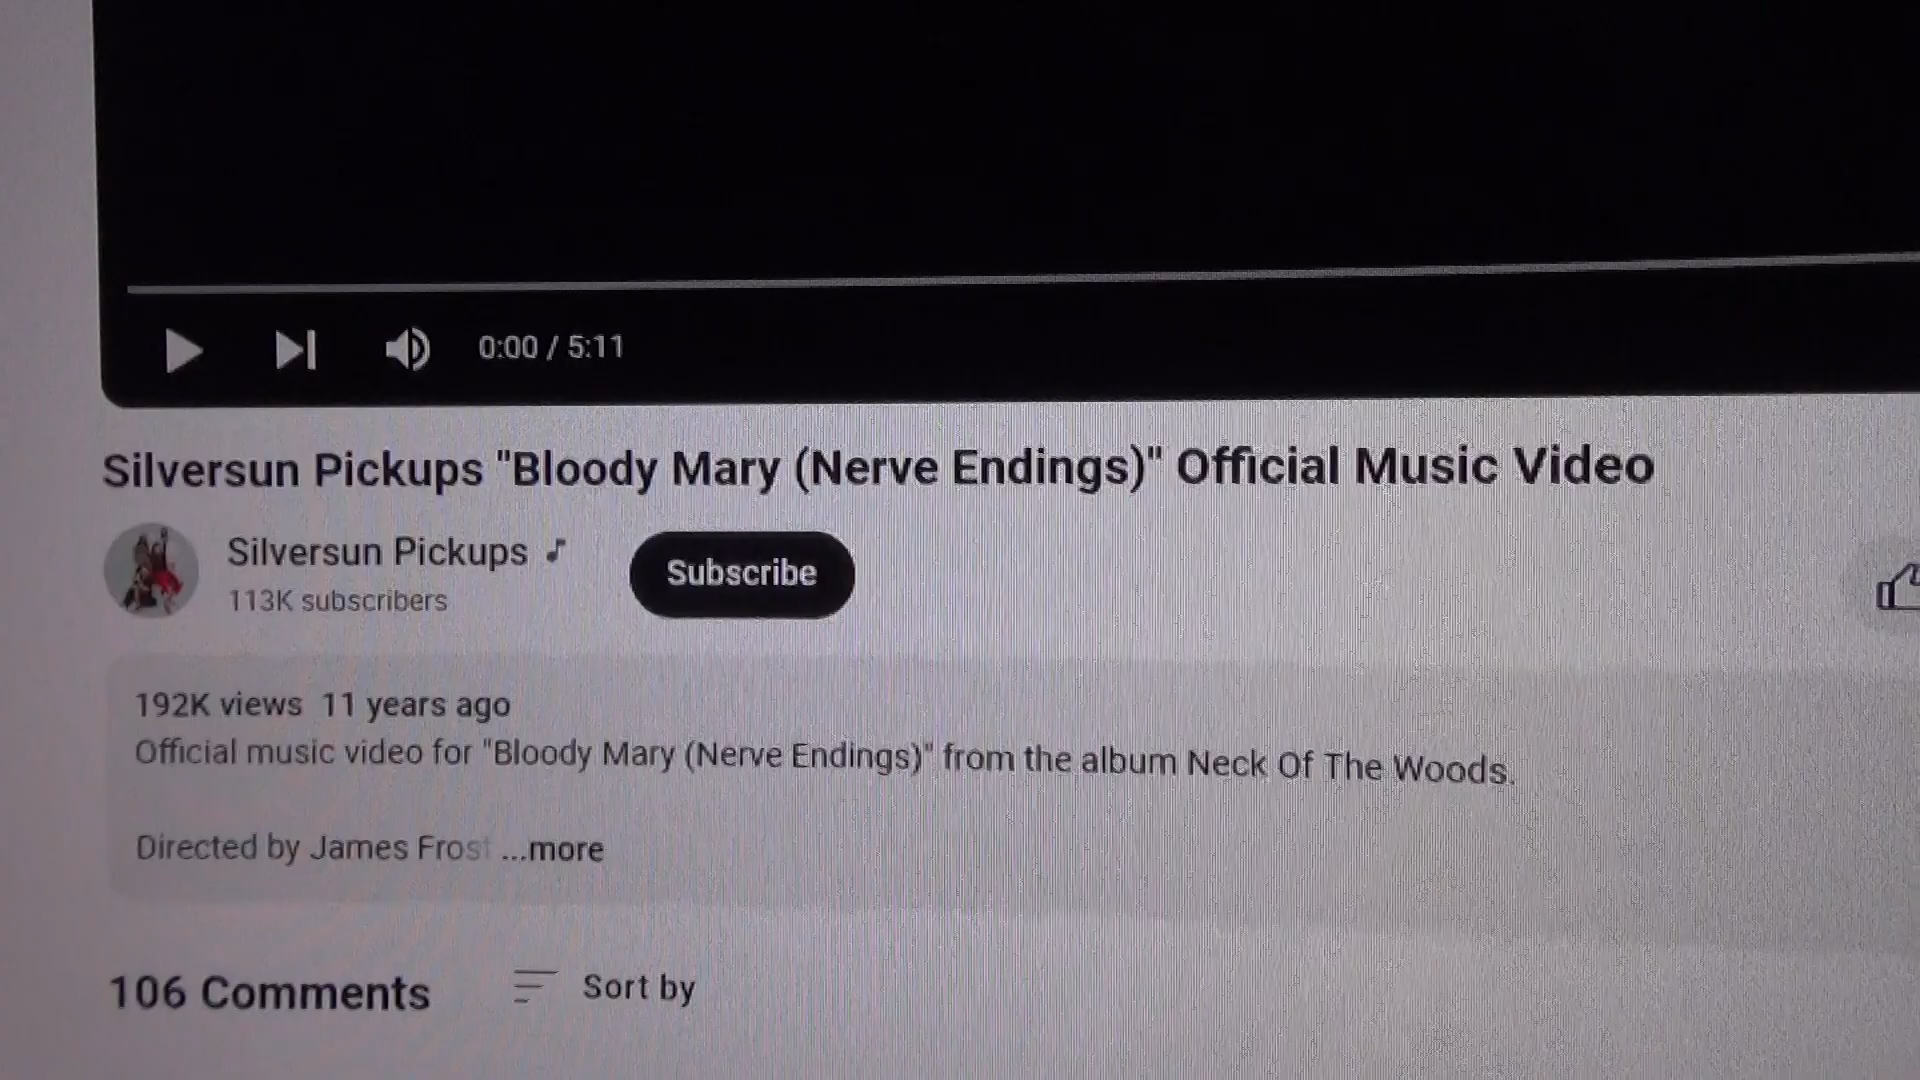 0:00 / 5:11
Silversun Pickups "Bloody Mary (Nerve Endings)" Official Music Video
Silversun Pickups
113K subscribers
Subscribe
192K views 11 years ago
Official music video for "Bloody Mary (Nerve Endings)" from the album Neck Of The Woods.
Directed by James Frost ...more
106 Comments
Sort by